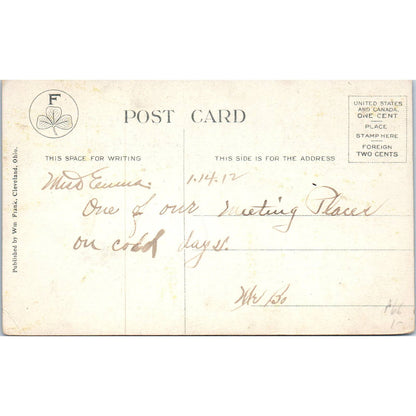 F
POST CARD
UNITED STATES
AND CANADA.
ONE CENT
PLACE
STAMP HERE
FOREIGN
TWO CENTS
THIS SPACE FOR WRITING
THIS SIDE IS FOR THE ADDRESS
Published by Wm Franz, Cleveland, Ohio.
Miss Emma: 1.14.12
One of our Meeting Places
on cold days.